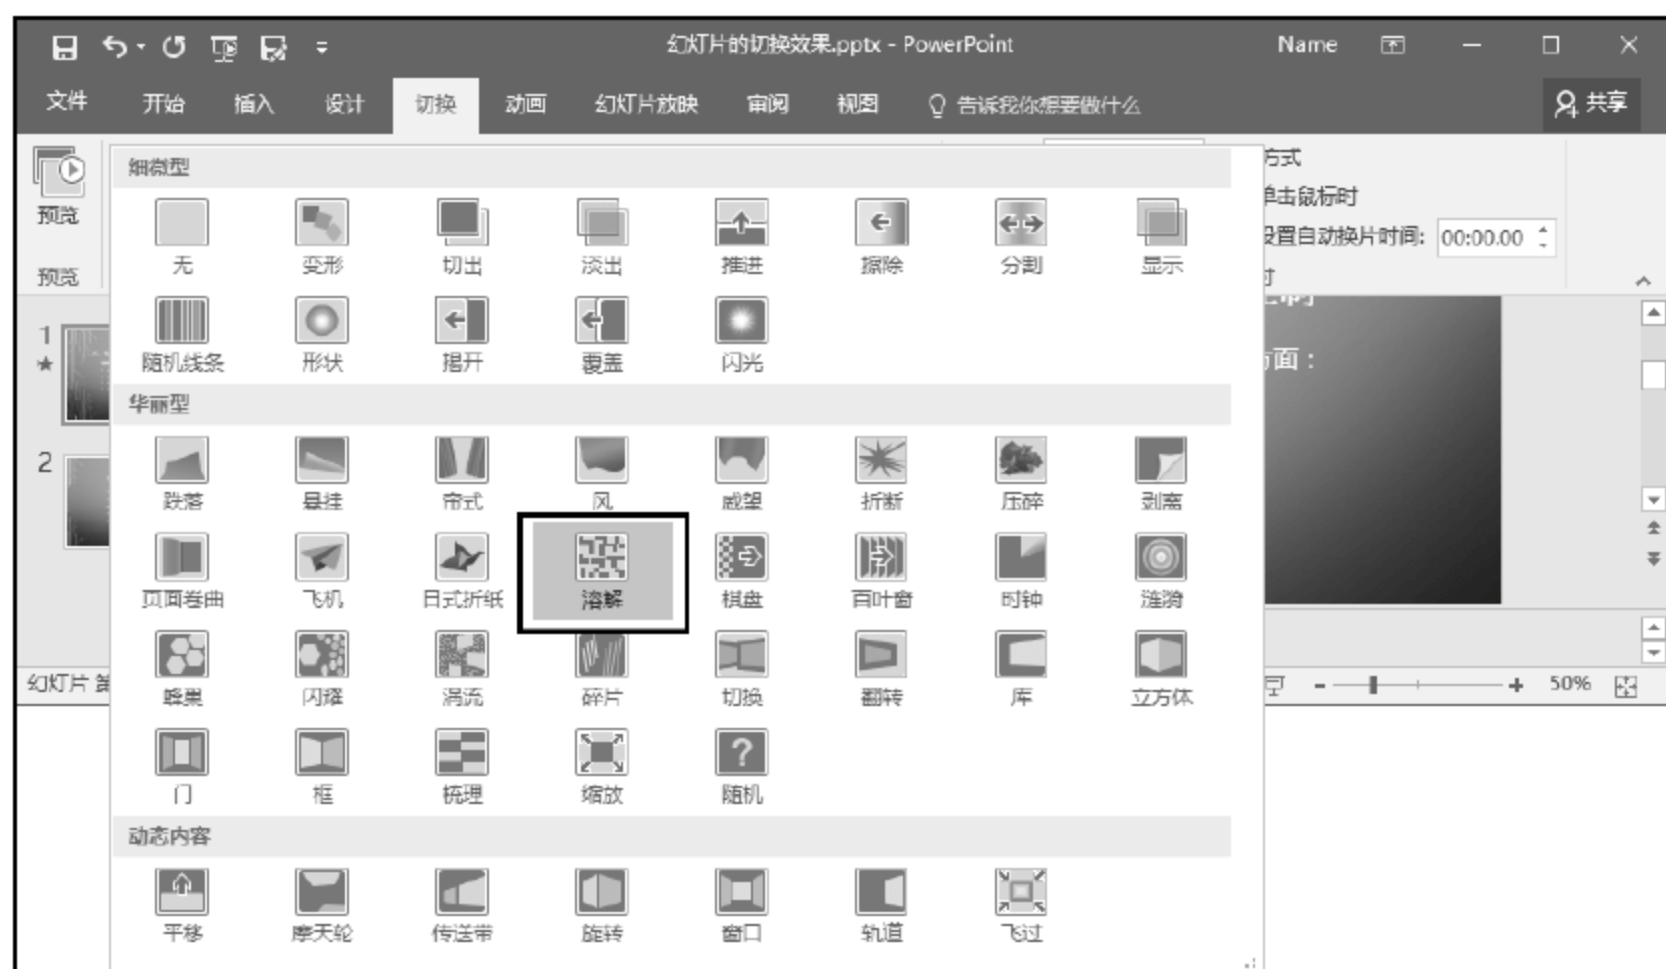 幻灯片的切换效果.pptx - PowerPoint
Name
文件 开始 插入 设计 切换 动画 幻灯片放映 审阅 视图 告诉我你想要做什么 共享
预览
预览
方式
单击鼠标时
设置自动换片时间: 00:00.00
细微型
无 变形 切出 淡出 推进 擦除 分割 显示
随机线条 形状 揭开 覆盖 闪光
华丽型
跌落 悬挂 帘式 风 威望 折断 压碎 剥离
页面卷曲 飞机 日式折纸 溶解 棋盘 百叶窗 时钟 涟漪
蜂巢 闪耀 涡流 碎片 切换 翻转 库 立方体
门 框 梳理 缩放 随机
动态内容
平移 摩天轮 传送带 旋转 窗口 轨道 飞过
1
2
方面：
幻灯片 第
50%